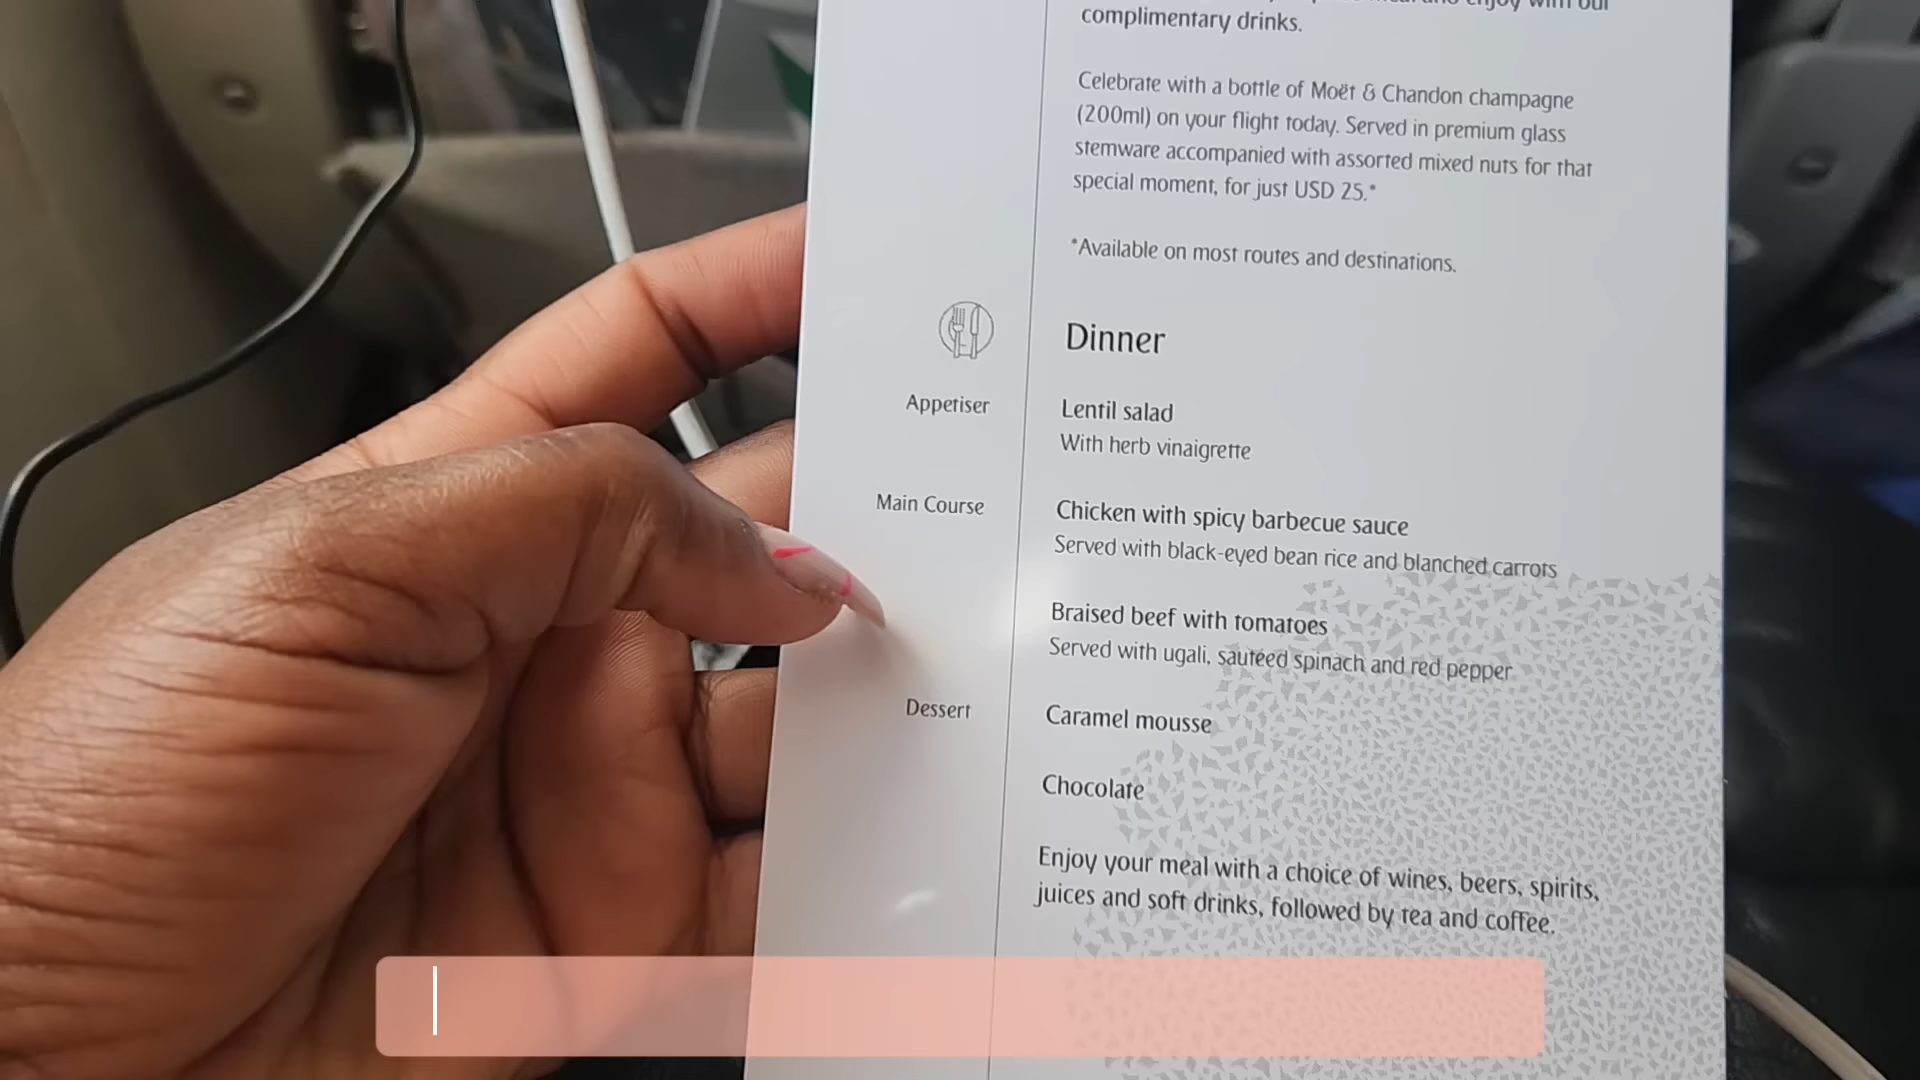 enjoy with our
complimentary drinks.
Celebrate with a bottle of Moët & Chandon champagne
(200ml) on your flight today. Served in premium glass
stemware accompanied with assorted mixed nuts for that
special moment, for just USD 25.*
*Available on most routes and destinations.
Dinner
Appetiser
Lentil salad
With herb vinaigrette
Main Course
Chicken with spicy barbecue sauce
Served with black-eyed bean rice and blanched carrots
Braised beef with tomatoes
Served with ugali, sautéed spinach and red pepper
Dessert
Caramel mousse
Chocolate
Enjoy your meal with a choice of wines, beers, spirits,
juices and soft drinks, followed by tea and coffee.